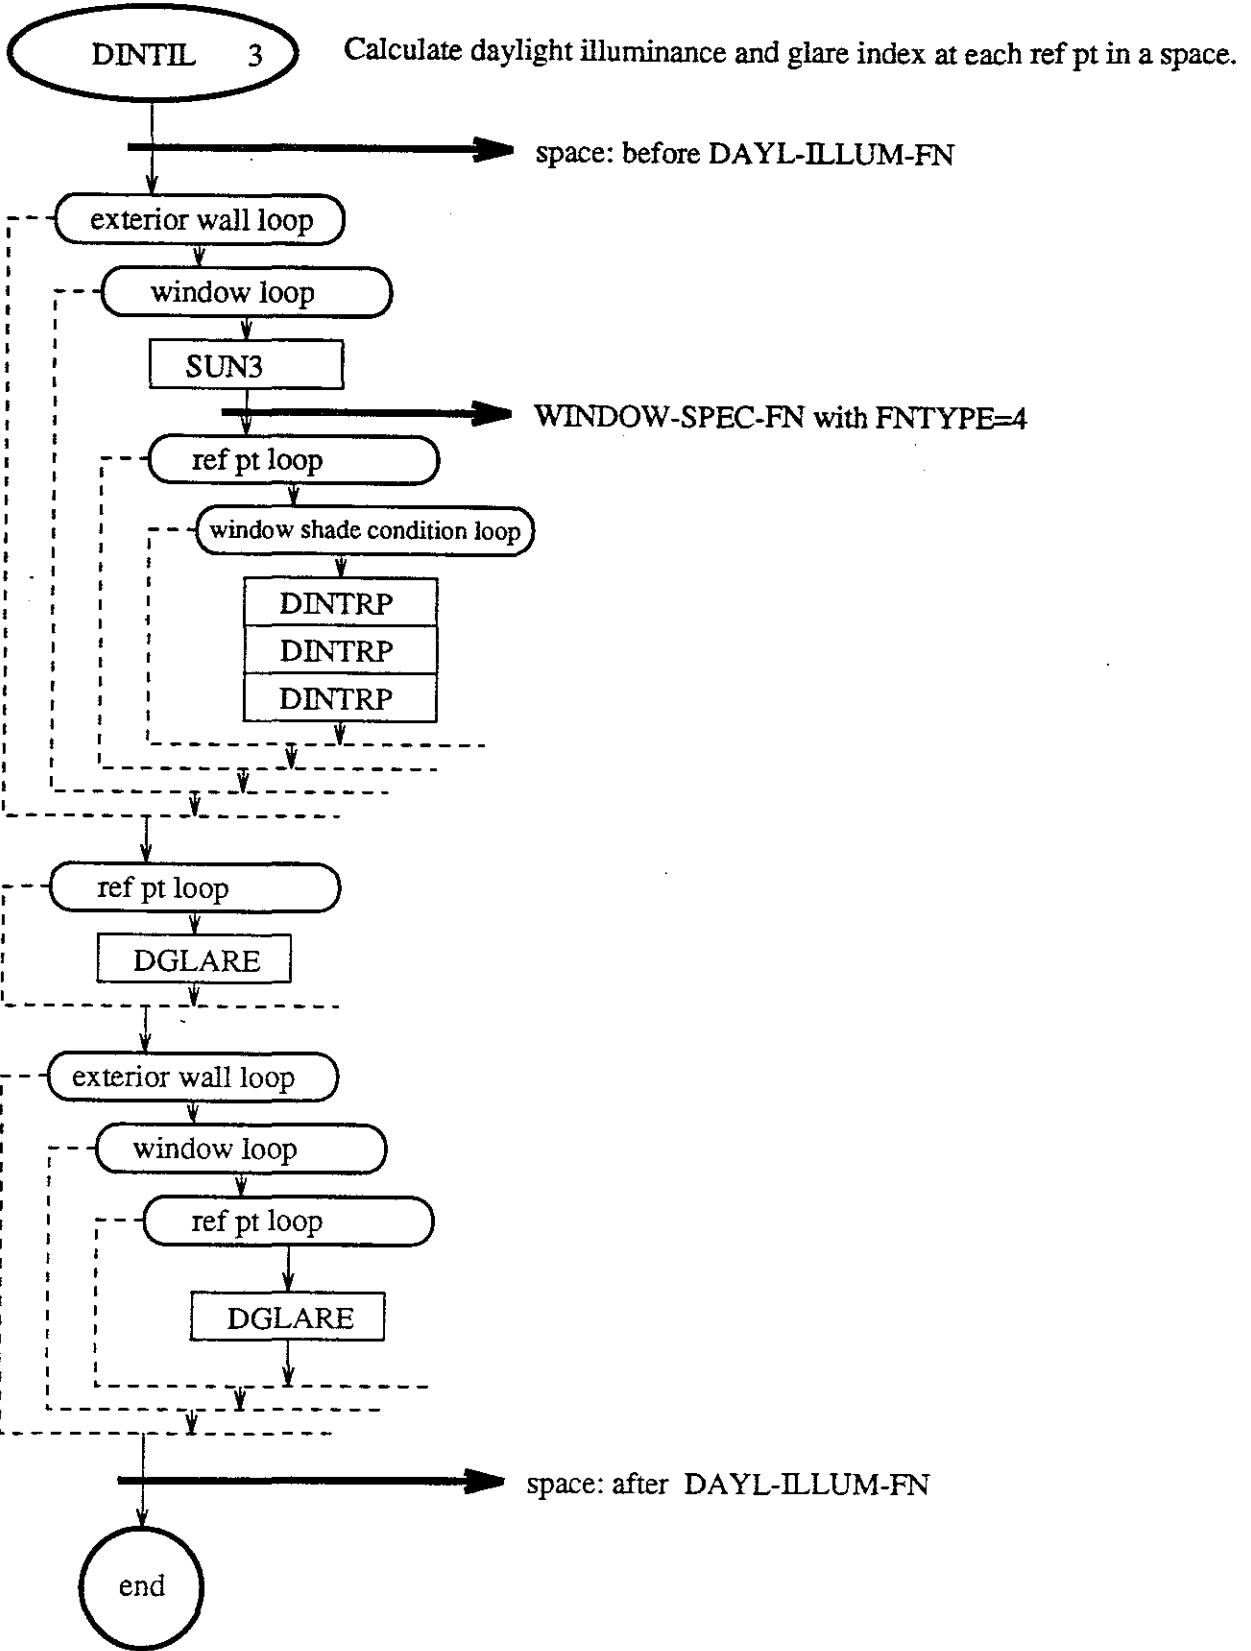 DINTIL 3
Calculate daylight illuminance and glare index at each ref pt in a space.
space: before DAYL-ILLUM-FN
exterior wall loop
window loop
SUN3
WINDOW-SPEC-FN with FNTYPE=4
ref pt loop
window shade condition loop
DINTRP
DINTRP
DINTRP
ref pt loop
DGLARE
exterior wall loop
window loop
ref pt loop
DGLARE
space: after DAYL-ILLUM-FN
end